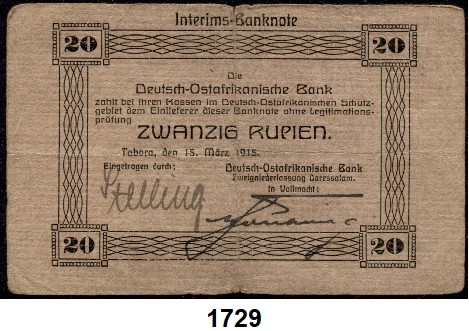 Interims-Banknote
20 20
Die
Deutsch-Ostafrikanische Bank
zahlt bei ihren Kassen im Deutsch-Ostafrikanischen Schutz-
gebiet dem Einlieferer dieser Banknote ohne Legitimations-
prüfung
ZWANZIG RUPIEN.
Tabora, den 15. März 1915.
Eingetragen durch: Deutsch-Ostafrikanische Bank
Zweigniederlassung Daressalam.
In Vollmacht:
Stelling
20 20
1729